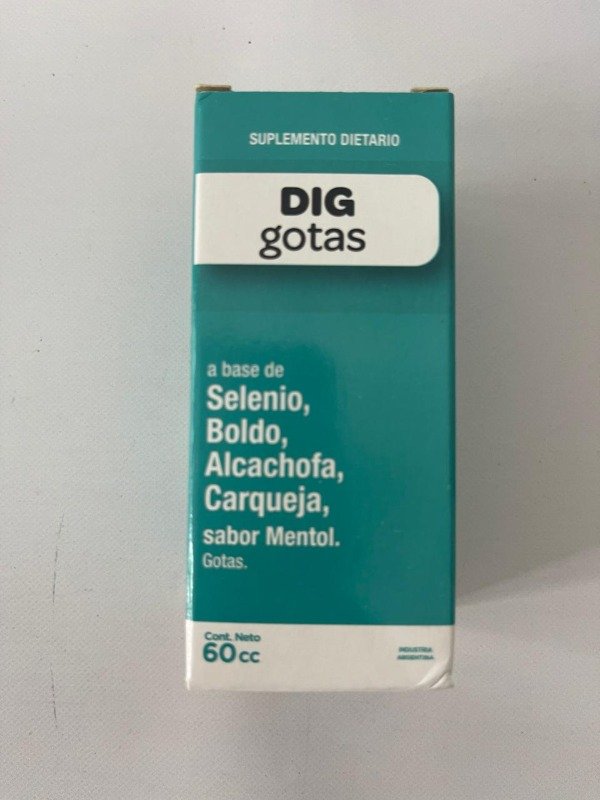 SUPLEMENTO DIETARIO
DIG
gotas
a base de
Selenio,
Boldo,
Alcachofa,
Carqueja,
sabor Mentol.
Gotas.
Cont. Neto
60 cc
INDUSTRIA
ARGENTINA